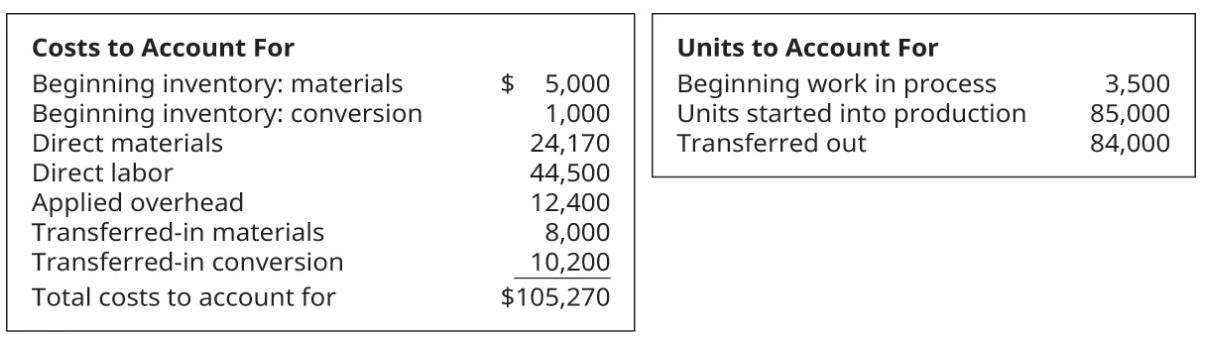 Costs to Account For
Beginning inventory: materials $ 5,000
Beginning inventory: conversion 1,000
Direct materials 24,170
Direct labor 44,500
Applied overhead 12,400
Transferred-in materials 8,000
Transferred-in conversion 10,200
Total costs to account for $105,270
Units to Account For
Beginning work in process 3,500
Units started into production 85,000
Transferred out 84,000